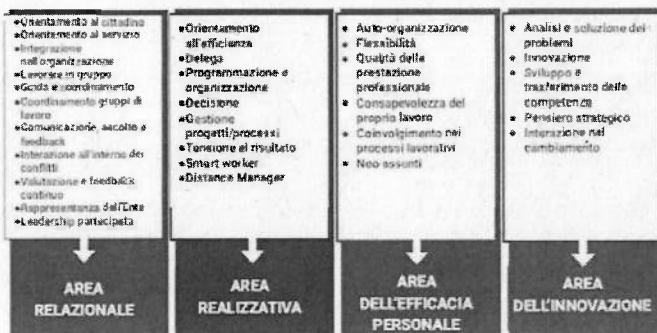 •Orientamento al cittadino
•Orientamento al servizio
•Integrazione
nell'organizzazione
•Lavorare in gruppo
•Guida e coordinamento
•Coordinamento gruppi di
lavoro
•Comunicazione, ascolto e
feedback
•Interazione all'interno dei
conflitti
•Valutazione e feedback
continuo
•Rappresentanza dell'Ente
•Leadership partecipata
AREA
RELAZIONALE
•Orientamento
all'efficienza
•Delega
•Programmazione e
organizzazione
•Decisione
•Gestione
progetti/processi
•Tensione al risultato
•Smart worker
•Distance Manager
AREA
REALIZZATIVA
• Auto-organizzazione
• Flessibilità
• Qualità della
prestazione
professionale
• Consapevolezza del
proprio lavoro
• Coinvolgimento nei
processi lavorativi
• Neo assunti
AREA
DELL'EFFICACIA
PERSONALE
• Analisi e soluzione dei
problemi
• Innovazione
• Sviluppo e
trasferimento delle
competenze
• Pensiero strategico
• Interazione nel
cambiamento
AREA
DELL'INNOVAZIONE